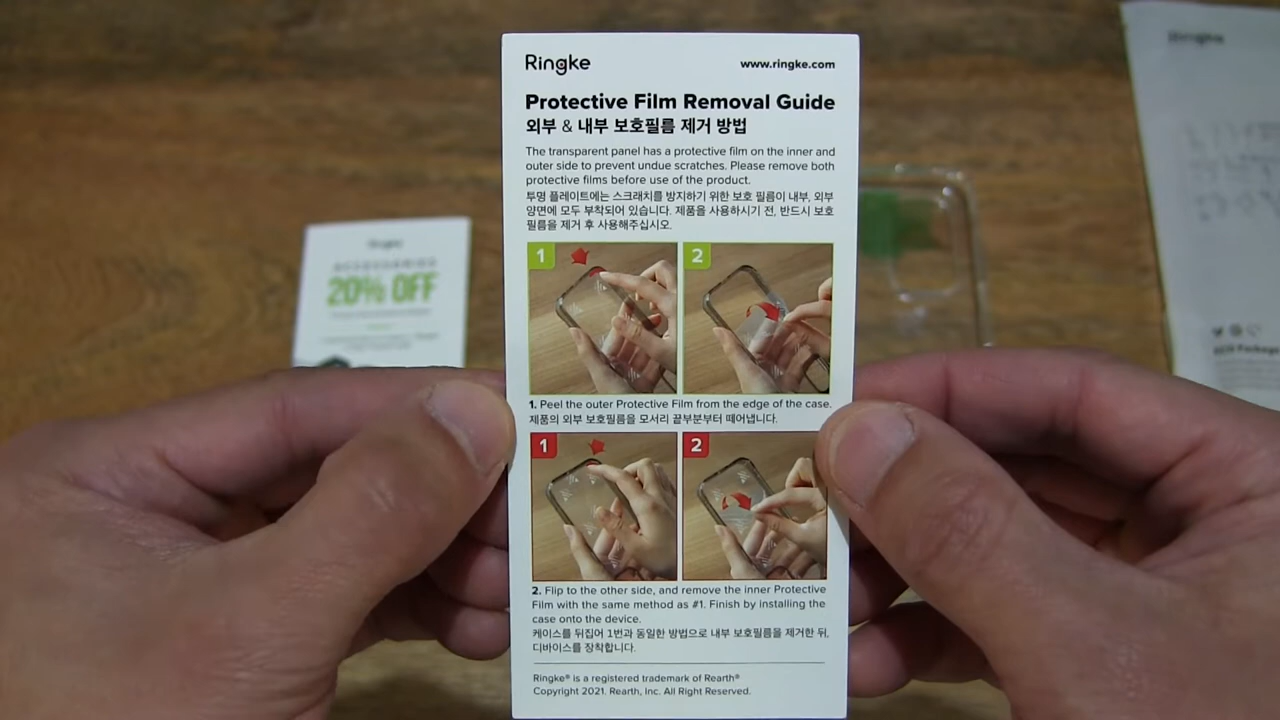 Ringke
www.ringke.com
Protective Film Removal Guide
외부 & 내부 보호필름 제거 방법
The transparent panel has a protective film on the inner and
outer side to prevent undue scratches. Please remove both
protective films before use of the product.
투명 플레이트에는 스크래치를 방지하기 위한 보호 필름이 내부, 외부
양면에 모두 부착되어 있습니다. 제품을 사용하시기 전, 반드시 보호
필름을 제거 후 사용해주십시오.
1
2
1. Peel the outer Protective Film from the edge of the case.
제품의 외부 보호필름을 모서리 끝부분부터 떼어냅니다.
1
2
2. Flip to the other side, and remove the inner Protective
Film with the same method as #1. Finish by installing the
case onto the device.
케이스를 뒤집어 1번과 동일한 방법으로 내부 보호필름을 제거한 뒤,
디바이스를 장착합니다.
Ringke® is a registered trademark of Rearth®
Copyright 2021. Rearth, Inc. All Right Reserved.
Ringke
20% OFF
Ringke
ECO Package